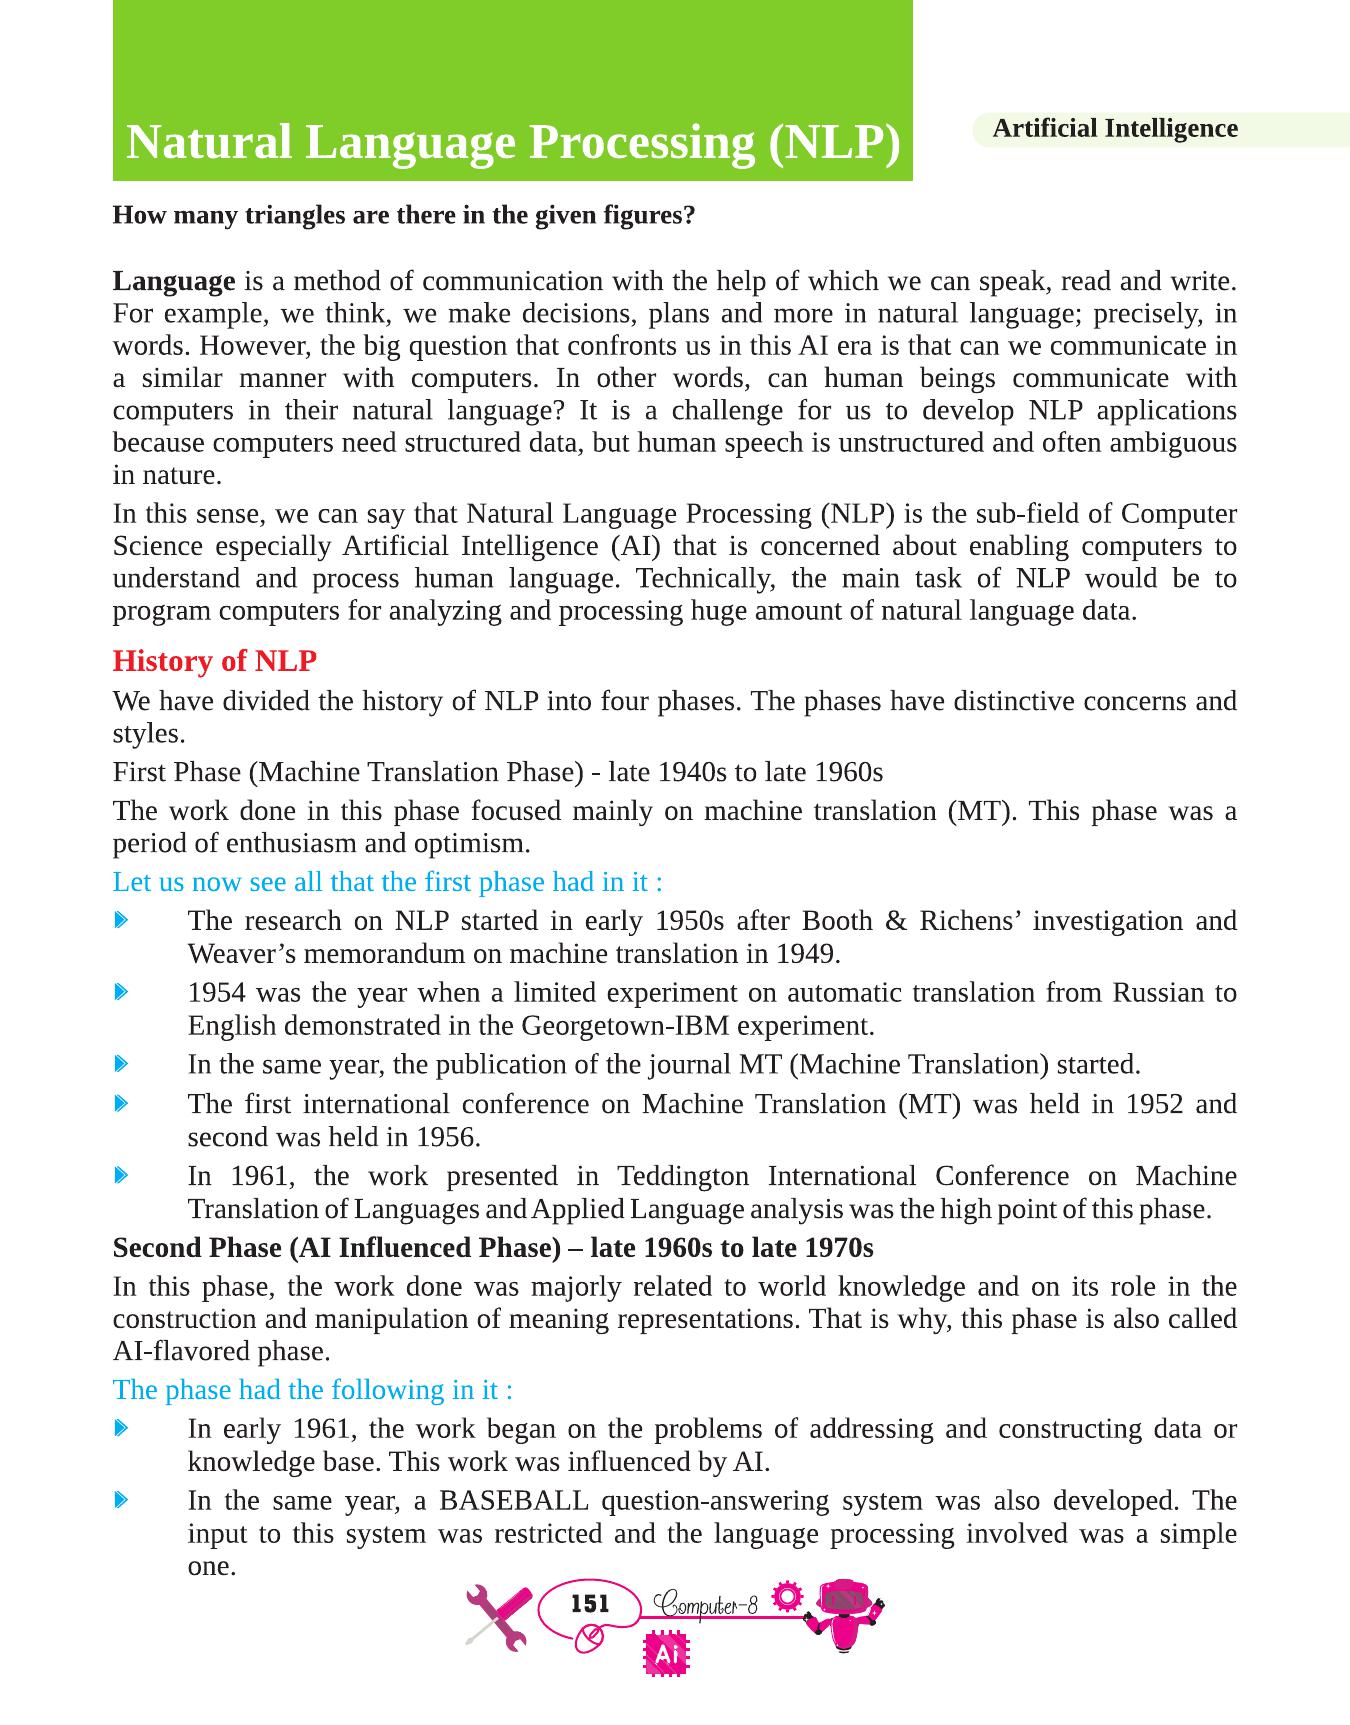 Natural Language Processing (NLP)
Artificial Intelligence
How many triangles are there in the given figures?
Language is a method of communication with the help of which we can speak, read and write.
For example, we think, we make decisions, plans and more in natural language; precisely, in
words. However, the big question that confronts us in this AI era is that can we communicate in
a similar manner with computers. In other words, can human beings communicate with
computers in their natural language? It is a challenge for us to develop NLP applications
because computers need structured data, but human speech is unstructured and often ambiguous
in nature.
In this sense, we can say that Natural Language Processing (NLP) is the sub-field of Computer
Science especially Artificial Intelligence (AI) that is concerned about enabling computers to
understand and process human language. Technically, the main task of NLP would be to
program computers for analyzing and processing huge amount of natural language data.
History of NLP
We have divided the history of NLP into four phases. The phases have distinctive concerns and
styles.
First Phase (Machine Translation Phase) - late 1940s to late 1960s
The work done in this phase focused mainly on machine translation (MT). This phase was a
period of enthusiasm and optimism.
Let us now see all that the first phase had in it :
The research on NLP started in early 1950s after Booth & Richens’ investigation and
Weaver’s memorandum on machine translation in 1949.
1954 was the year when a limited experiment on automatic translation from Russian to
English demonstrated in the Georgetown-IBM experiment.
In the same year, the publication of the journal MT (Machine Translation) started.
The first international conference on Machine Translation (MT) was held in 1952 and
second was held in 1956.
In 1961, the work presented in Teddington International Conference on Machine
Translation of Languages and Applied Language analysis was the high point of this phase.
Second Phase (AI Influenced Phase) – late 1960s to late 1970s
In this phase, the work done was majorly related to world knowledge and on its role in the
construction and manipulation of meaning representations. That is why, this phase is also called
AI-flavored phase.
The phase had the following in it :
In early 1961, the work began on the problems of addressing and constructing data or
knowledge base. This work was influenced by AI.
In the same year, a BASEBALL question-answering system was also developed. The
input to this system was restricted and the language processing involved was a simple
one.
151
Computer-8
Ai